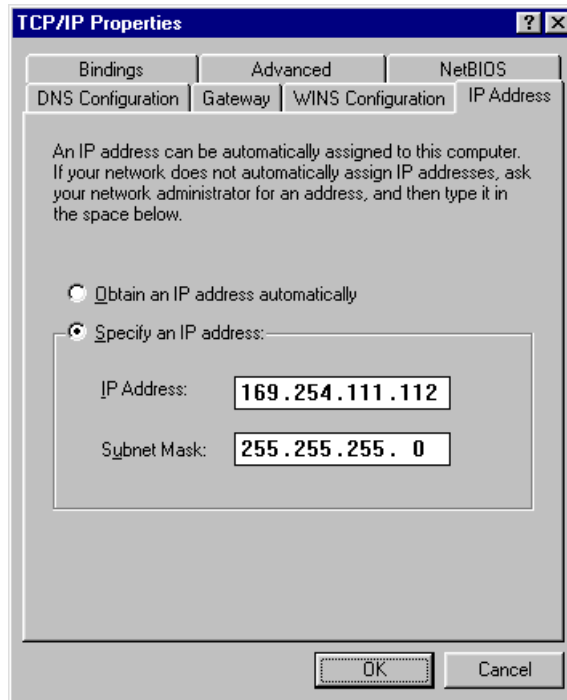 TCP/IP Properties
? ×
Bindings Advanced NetBIOS
DNS Configuration Gateway WINS Configuration IP Address
An IP address can be automatically assigned to this computer.
If your network does not automatically assign IP addresses, ask
your network administrator for an address, and then type it in
the space below.
Obtain an IP address automatically
Specify an IP address:
IP Address: 169.254.111.112
Subnet Mask: 255.255.255. 0
OK Cancel